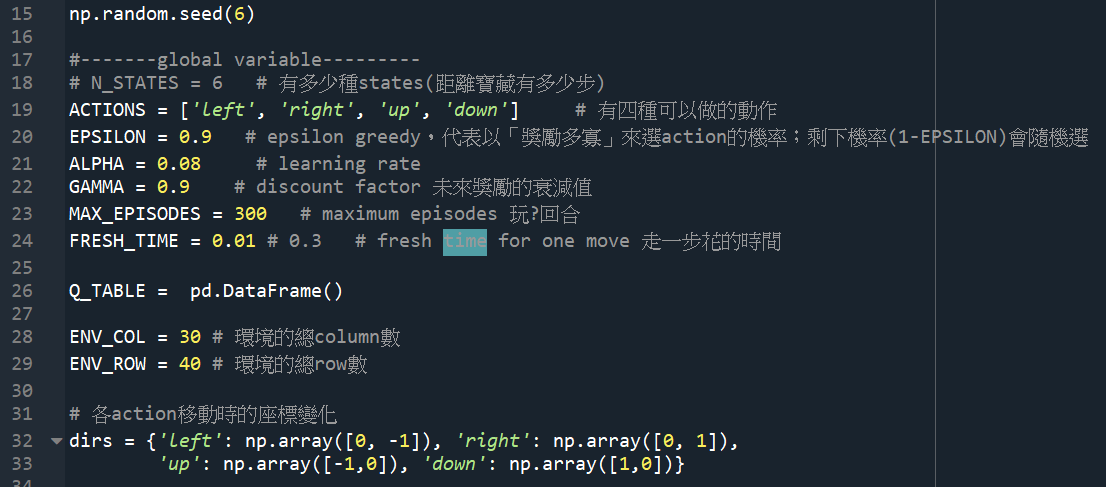 15 np.random.seed(6)
16
17 #-------global variable---------
18 # N_STATES = 6   # 有多少種states(距離寶藏有多少步)
19 ACTIONS = ['left', 'right', 'up', 'down']     # 有四種可以做的動作
20 EPSILON = 0.9   # epsilon greedy，代表以「獎勵多寡」來選action的機率；剩下機率(1-EPSILON)會隨機選
21 ALPHA = 0.08     # learning rate
22 GAMMA = 0.9    # discount factor 未來獎勵的衰減值
23 MAX_EPISODES = 300   # maximum episodes 玩?回合
24 FRESH_TIME = 0.01 # 0.3   # fresh time for one move 走一步花的時間
25
26 Q_TABLE =  pd.DataFrame()
27
28 ENV_COL = 30 # 環境的總column數
29 ENV_ROW = 40 # 環境的總row數
30
31 # 各action移動時的座標變化
32 dirs = {'left': np.array([0, -1]), 'right': np.array([0, 1]),
33         'up': np.array([-1,0]), 'down': np.array([1,0])}
34